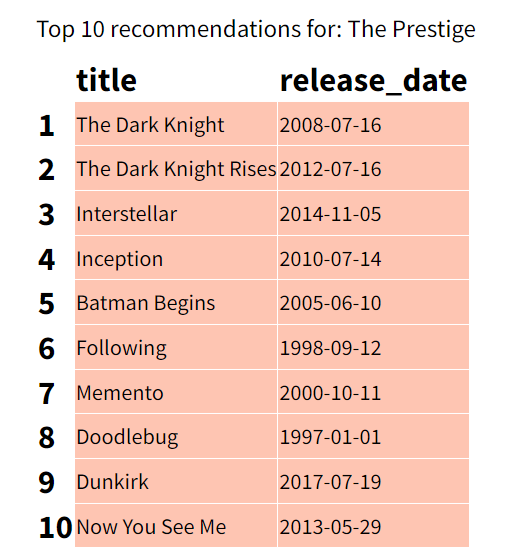 Top 10 recommendations for: The Prestige
title release_date
1 The Dark Knight 2008-07-16
2 The Dark Knight Rises 2012-07-16
3 Interstellar 2014-11-05
4 Inception 2010-07-14
5 Batman Begins 2005-06-10
6 Following 1998-09-12
7 Memento 2000-10-11
8 Doodlebug 1997-01-01
9 Dunkirk 2017-07-19
10 Now You See Me 2013-05-29